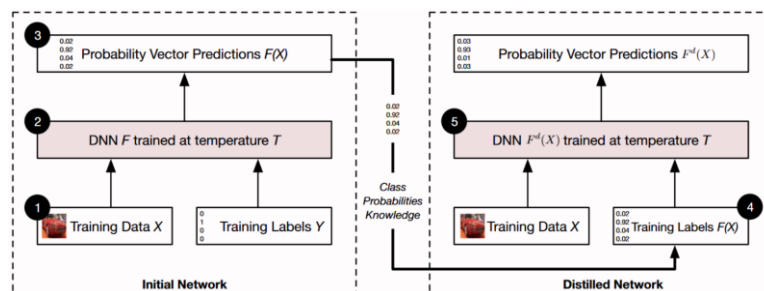 3
0.02
0.92
0.04
0.02
Probability Vector Predictions F(X)
2
DNN F trained at temperature T
1
Training Data X
0
1
0
0
Training Labels Y
Initial Network
0.02
0.92
0.04
0.02
Class
Probabilities
Knowledge
0.03
0.93
0.01
0.03
Probability Vector Predictions F^d(X)
5
DNN F^d(X) trained at temperature T
Training Data X
4
0.02
0.92
0.04
0.02
Training Labels F(X)
Distilled Network